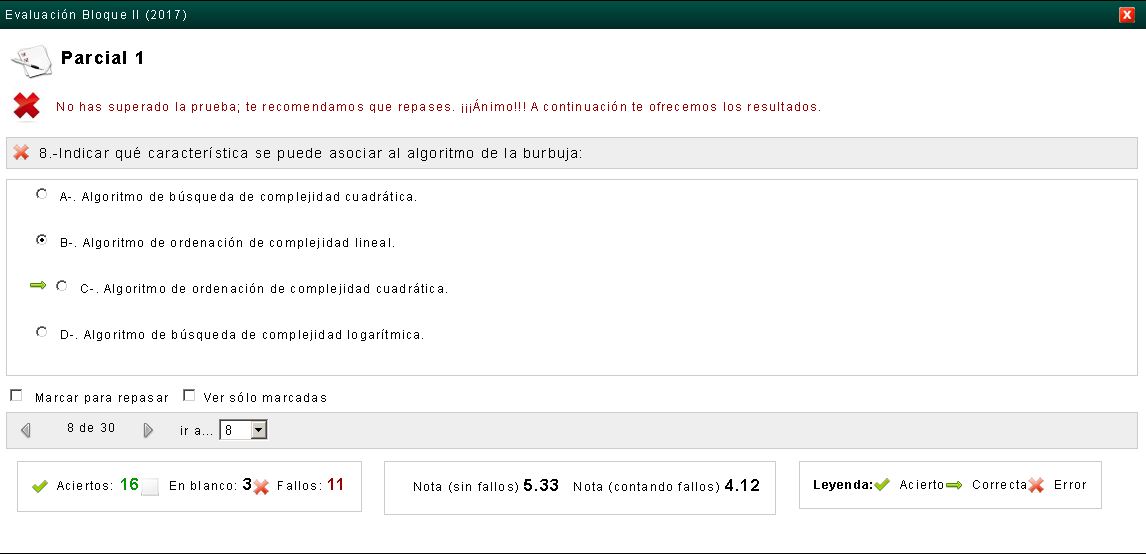 Evaluación Bloque II (2017)
Parcial 1
No has superado la prueba; te recomendamos que repases. ¡¡¡Ánimo!!! A continuación te ofrecemos los resultados.
8.-Indicar qué característica se puede asociar al algoritmo de la burbuja:
A-. Algoritmo de búsqueda de complejidad cuadrática.
B-. Algoritmo de ordenación de complejidad lineal.
C-. Algoritmo de ordenación de complejidad cuadrática.
D-. Algoritmo de búsqueda de complejidad logarítmica.
Marcar para repasar Ver sólo marcadas
8 de 30 ir a... 8
Aciertos: 16 En blanco: 3 Fallos: 11 Nota (sin fallos) 5.33 Nota (contando fallos) 4.12 Leyenda: Acierto Correcta Error